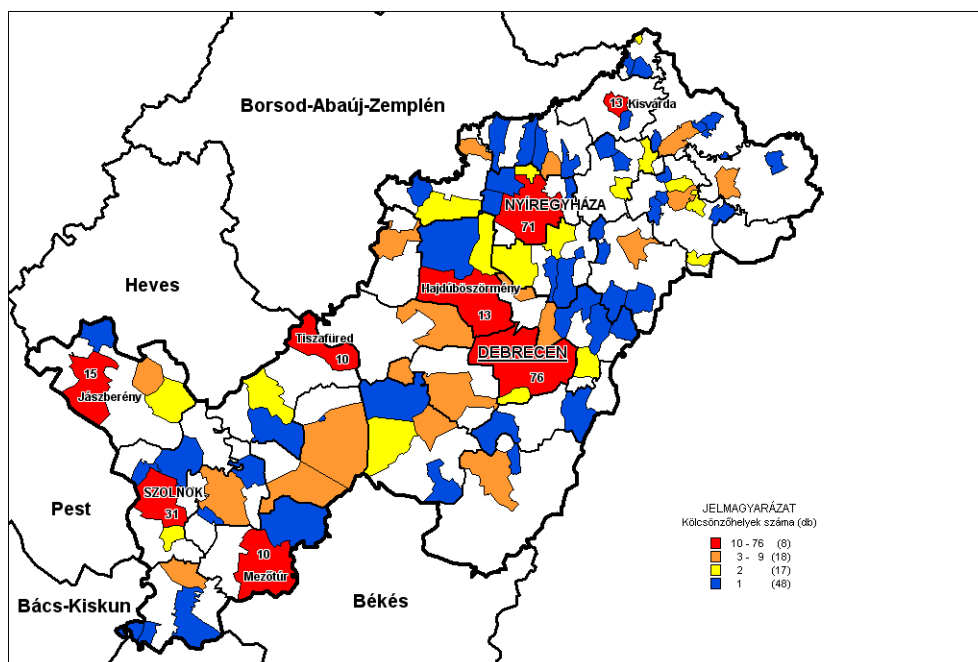 Borsod-Abaúj-Zemplén
13 Kisvárda
NYÍREGYHÁZA
71
Heves
Hajdúböszörmény
13
Tiszafüred
10
DEBRECEN
76
15
Jászberény
SZOLNOK
31
Pest
10
Mezőtúr
Bács-Kiskun
Békés
JELMAGYARÁZAT
Kölcsönzőhelyek száma (db)
10 - 76 (8)
3 - 9 (18)
2 (17)
1 (48)